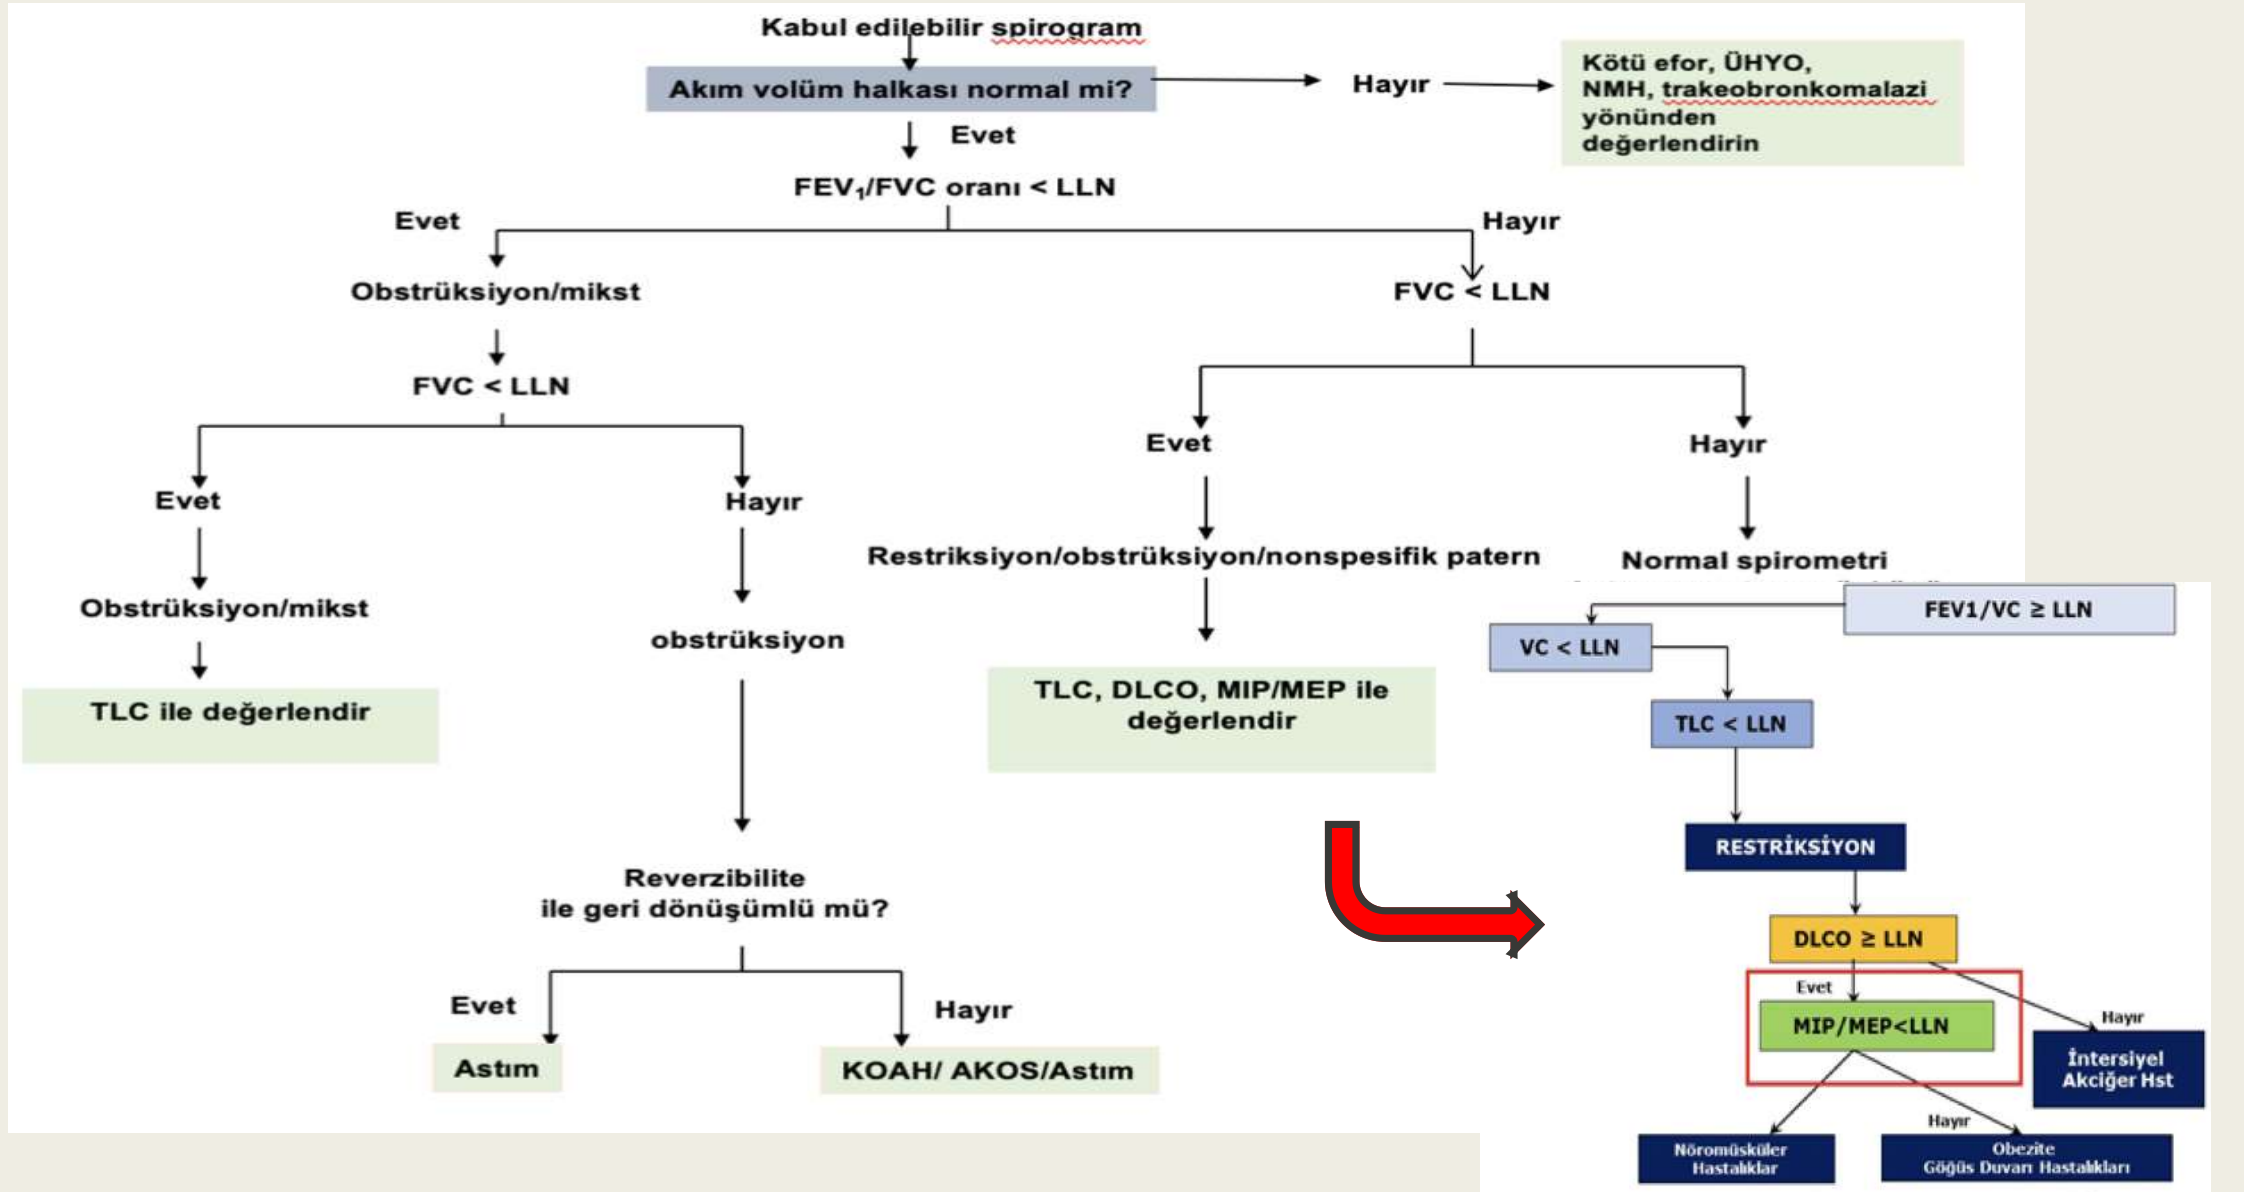 Kabul edilebilir spirogram
Akım volüm halkası normal mi?
Hayır
Kötü efor, ÜHYO,
NMH, trakeobronkomalazi
yönünden
değerlendirin
Evet
FEV₁/FVC oranı < LLN
Evet
Hayır
Obstrüksiyon/mikst
FVC < LLN
FVC < LLN
Evet
Hayır
Evet
Hayır
Restriksiyon/obstrüksiyon/nonspesifik patern
Normal spirometri
Obstrüksiyon/mikst
obstrüksiyon
TLC ile değerlendir
TLC, DLCO, MIP/MEP ile
değerlendir
Reverzibilite
ile geri dönüşümlü mü?
Evet
Hayır
Astım
KOAH/ AKOS/Astım
FEV1/VC ≥ LLN
VC < LLN
TLC < LLN
RESTRİKSİYON
DLCO ≥ LLN
Evet
MIP/MEP<LLN
Hayır
İntersiyel
Akciğer Hst
Hayır
Nöromüsküler
Hastalıklar
Obezite
Göğüs Duvarı Hastalıkları